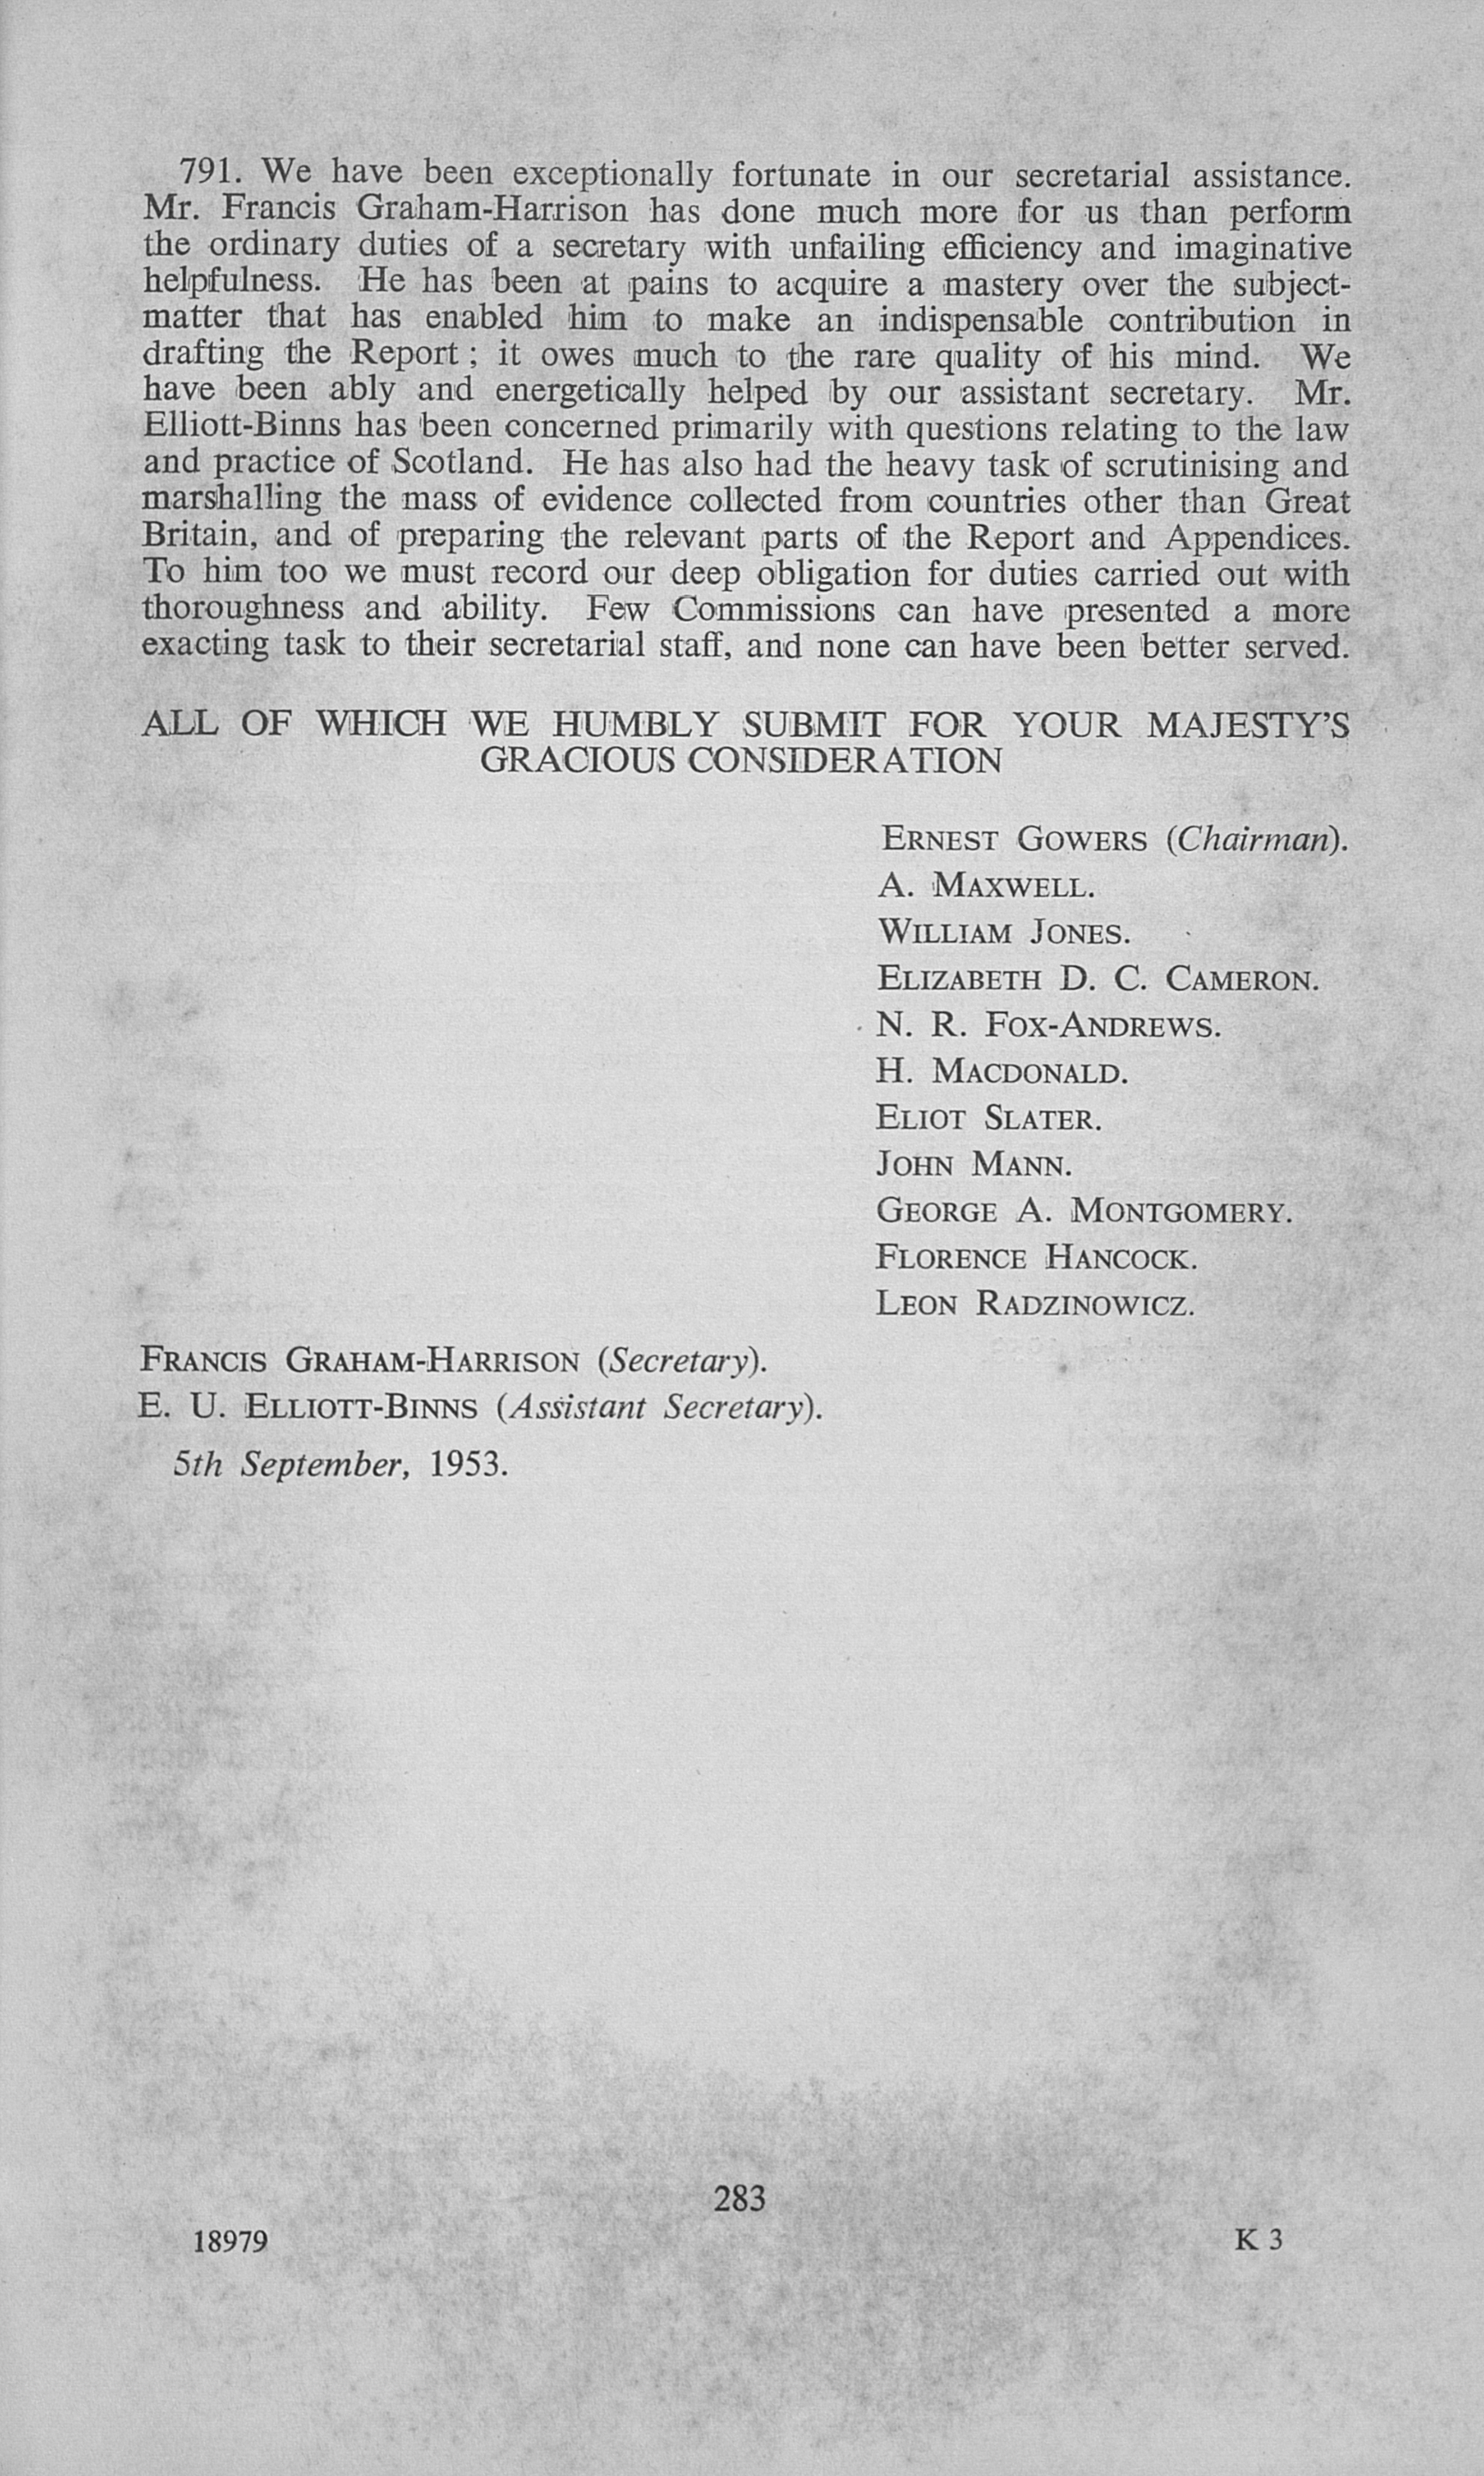 791. We have been exceptionally fortunate in our secretarial assistance.
Mr. Francis Graham-Harrison has done much more for us than perform
the ordinary duties of a secretary with unfailing efficiency and imaginative
helpfulness. He has been at pains to acquire a mastery over the subject-
matter that has enabled him to make an indispensable contribution in
drafting the Report ; it owes much to the rare quality of his mind. We
have been ably and energetically helped by our assistant secretary. Mr.
Elliott-Binns has been concerned primarily with questions relating to the law
and practice of Scotland. He has also had the heavy task of scrutinising and
marshalling the mass of evidence collected from countries other than Great
Britain, and of preparing the relevant parts of the Report and Appendices.
To him too we must record our deep obligation for duties carried out with
thoroughness and ability. Few Commissions can have presented a more
exacting task to their secretarial staff, and none can have been better served.
ALL OF WHICH WE HUMBLY SUBMIT FOR YOUR MAJESTY'S
GRACIOUS CONSIDERATION
ERNEST GOWERS (Chairman).
A. MAXWELL.
WILLIAM JONES.
ELIZABETH D. C. CAMERON.
N. R. FOX-ANDREWS.
H. MACDONALD.
ELIOT SLATER.
JOHN MANN.
GEORGE A. MONTGOMERY.
FLORENCE HANCOCK.
LEON RADZINOWICZ.
FRANCIS GRAHAM-HARRISON (Secretary).
E. U. ELLIOTT-BINNS (Assistant Secretary).
5th September, 1953.
283
18979 K 3